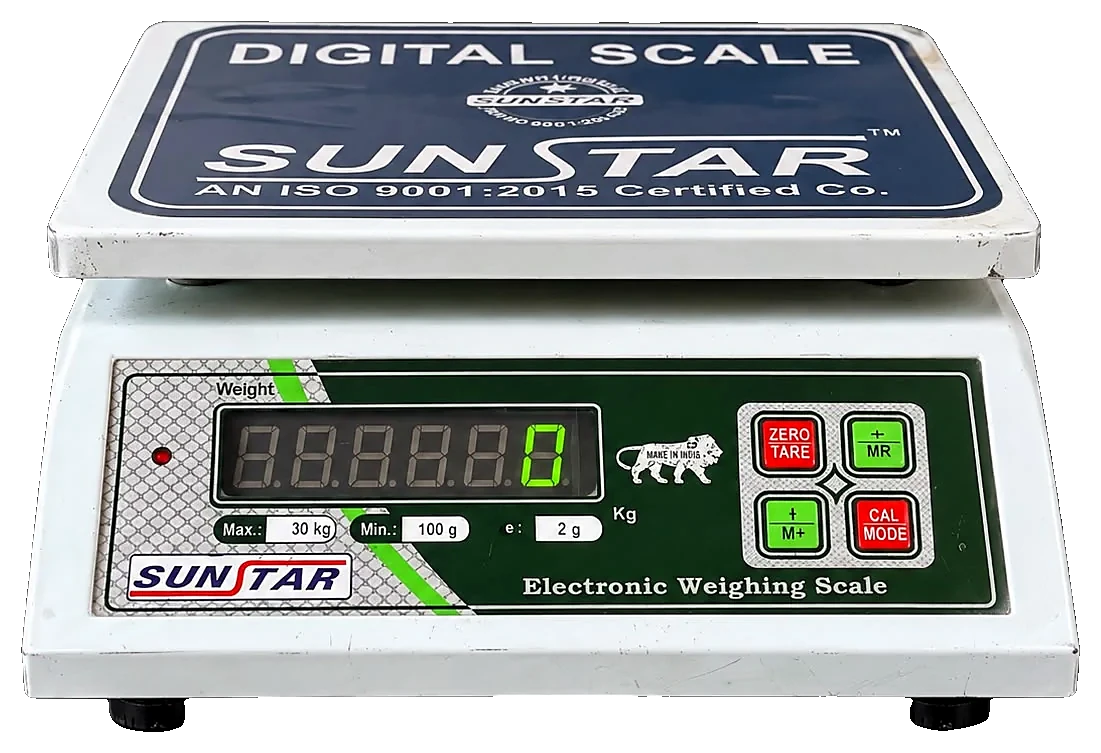 DIGITAL SCALE
SUNSTAR
SUNSTAR™
AN ISO 9001:2015 Certified Co.
Weight
0
ZERO
TARE
+
MR
MAKE IN INDIA
+
M+
CAL
MODE
Kg
Max.: 30 kg Min.: 100 g e: 2 g
SUNSTAR
Electronic Weighing Scale